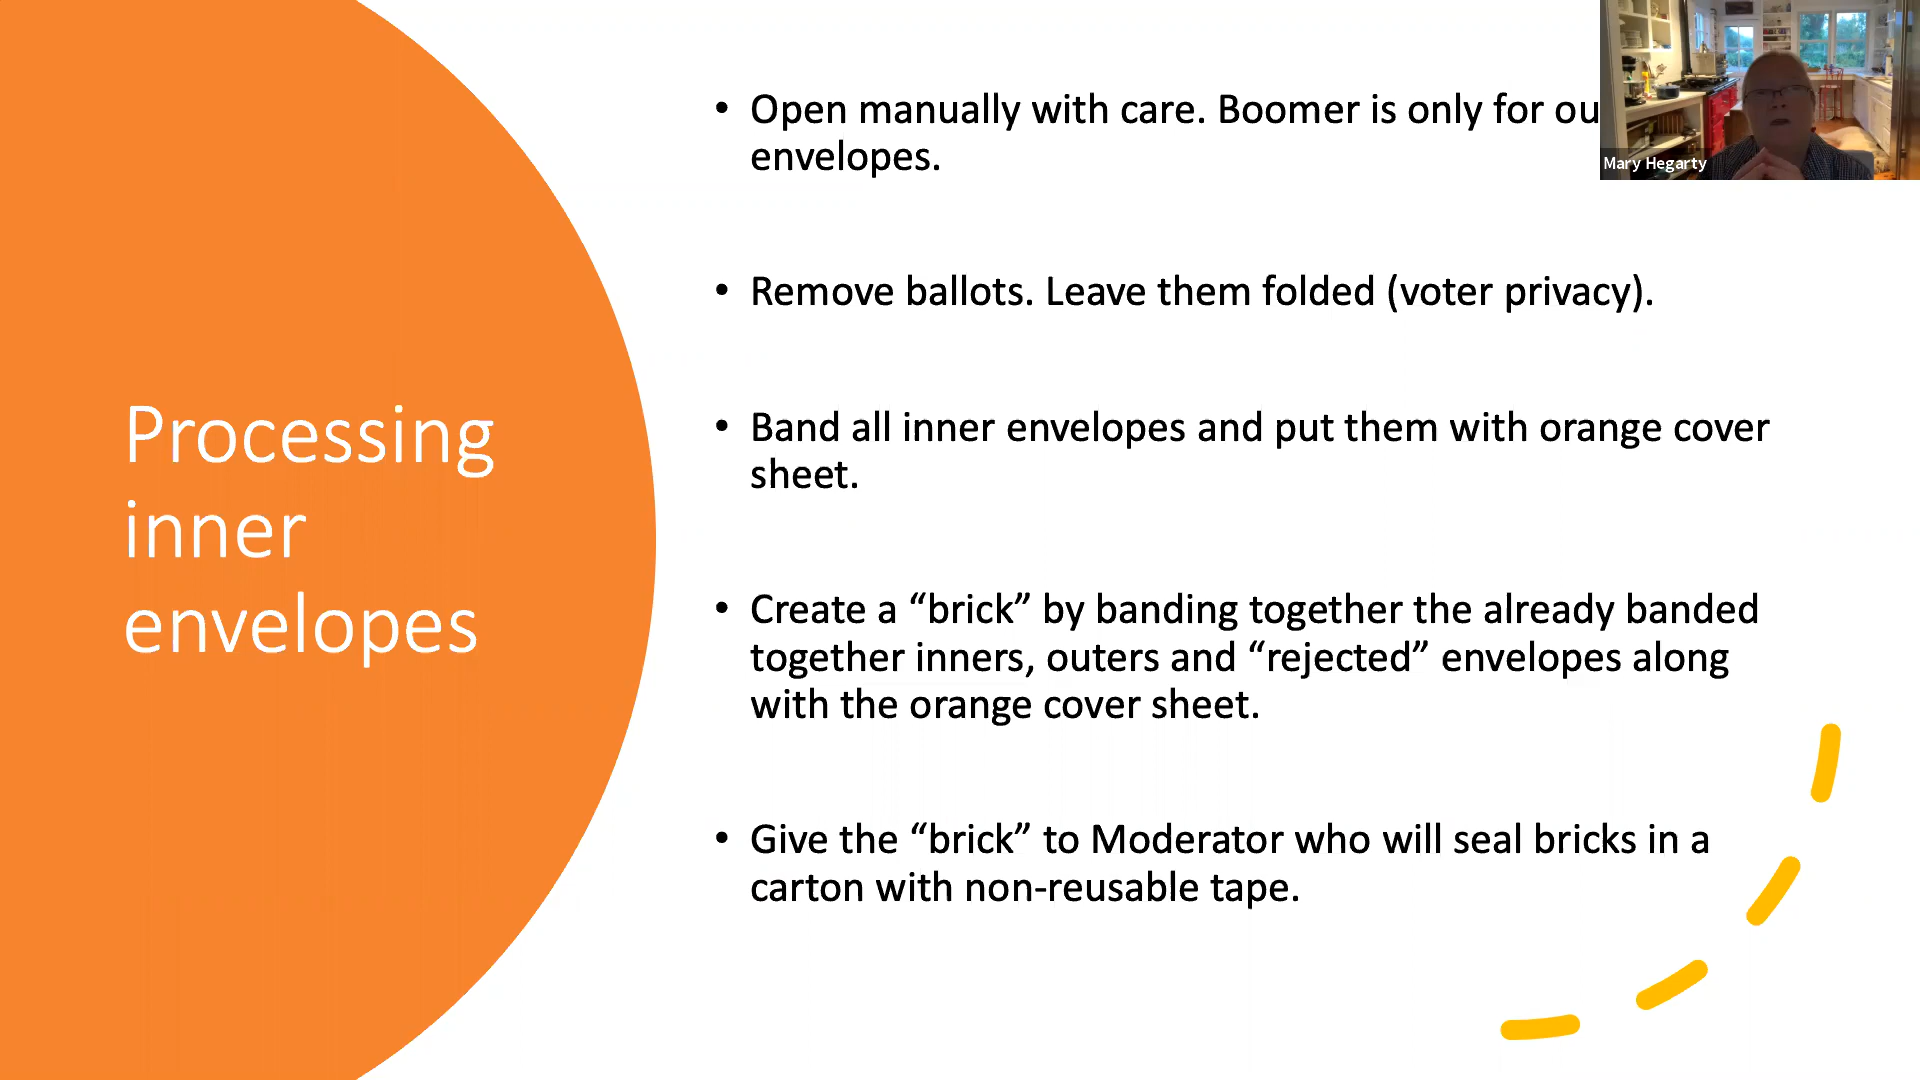 Processing
inner
envelopes
• Open manually with care. Boomer is only for
envelopes.
• Remove ballots. Leave them folded (voter privacy).
• Band all inner envelopes and put them with orange cover
sheet.
• Create a “brick” by banding together the already banded
together inners, outers and “rejected” envelopes along
with the orange cover sheet.
• Give the “brick” to Moderator who will seal bricks in a
carton with non-reusable tape.
Mary Hegarty